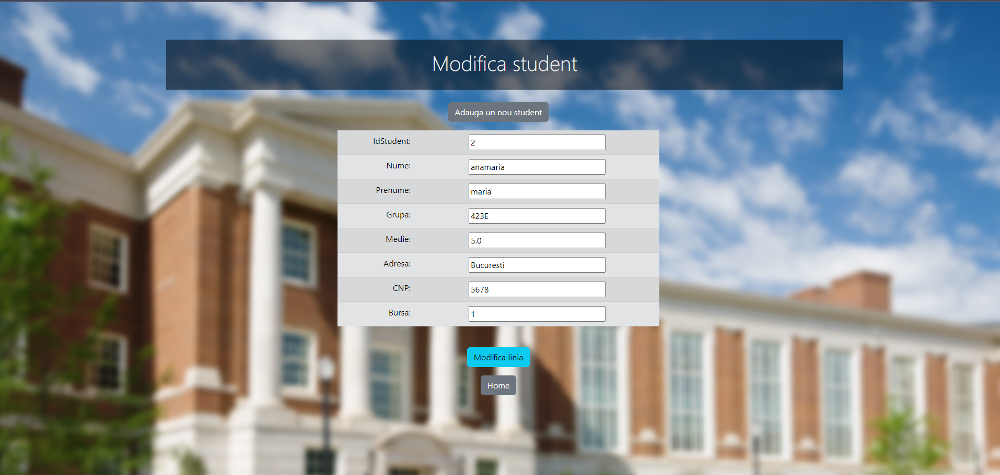 Modifica student
Adauga un nou student
IdStudent: 2
Nume: anamaria
Prenume: maria
Grupa: 423E
Medie: 5.0
Adresa: Bucuresti
CNP: 5678
Bursa: 1
Modifica linia
Home